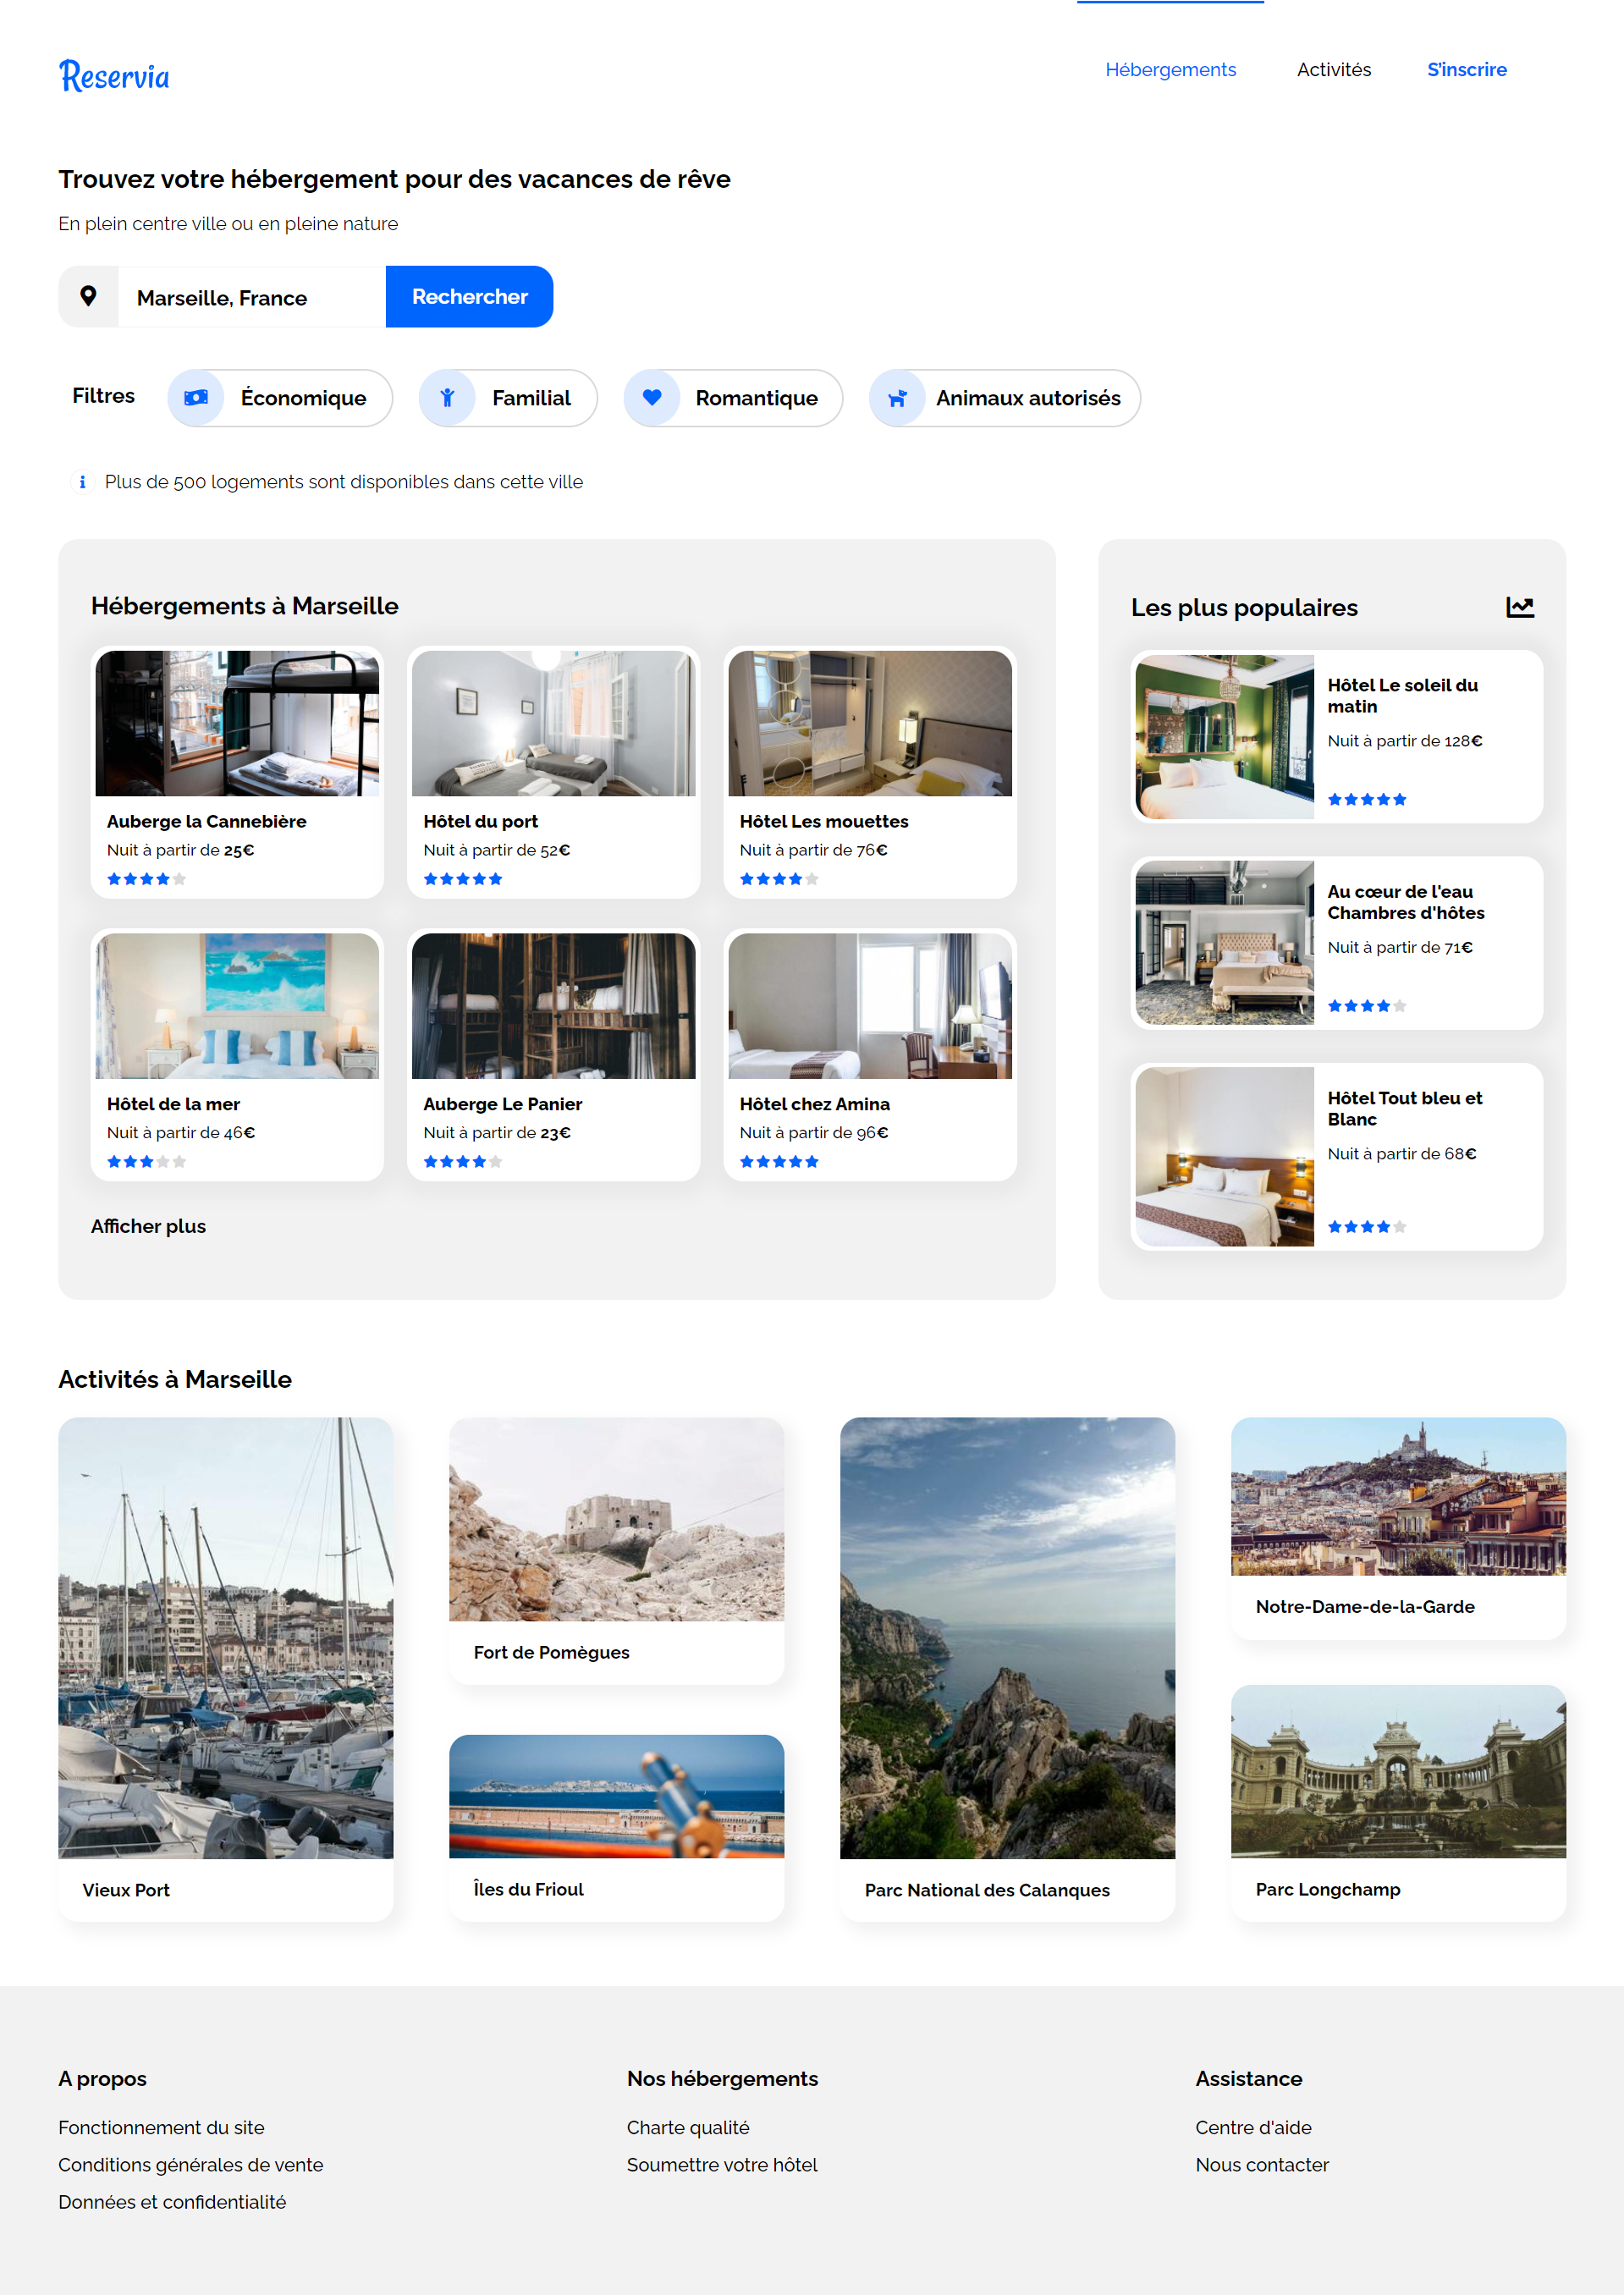 Reservia
Hébergements
Activités
S'inscrire
Trouvez votre hébergement pour des vacances de rêve
En plein centre ville ou en pleine nature
Marseille, France
Rechercher
Filtres
Économique
Familial
Romantique
Animaux autorisés
Plus de 500 logements sont disponibles dans cette ville
Hébergements à Marseille
Auberge la Cannebière
Nuit à partir de 25€
Hôtel du port
Nuit à partir de 52€
Hôtel Les mouettes
Nuit à partir de 76€
Hôtel de la mer
Nuit à partir de 46€
Auberge Le Panier
Nuit à partir de 23€
Hôtel chez Amina
Nuit à partir de 96€
Afficher plus
Les plus populaires
Hôtel Le soleil du
matin
Nuit à partir de 128€
Au cœur de l'eau
Chambres d'hôtes
Nuit à partir de 71€
Hôtel Tout bleu et
Blanc
Nuit à partir de 68€
Activités à Marseille
Vieux Port
Fort de Pomègues
Îles du Frioul
Parc National des Calanques
Notre-Dame-de-la-Garde
Parc Longchamp
A propos
Fonctionnement du site
Conditions générales de vente
Données et confidentialité
Nos hébergements
Charte qualité
Soumettre votre hôtel
Assistance
Centre d'aide
Nous contacter